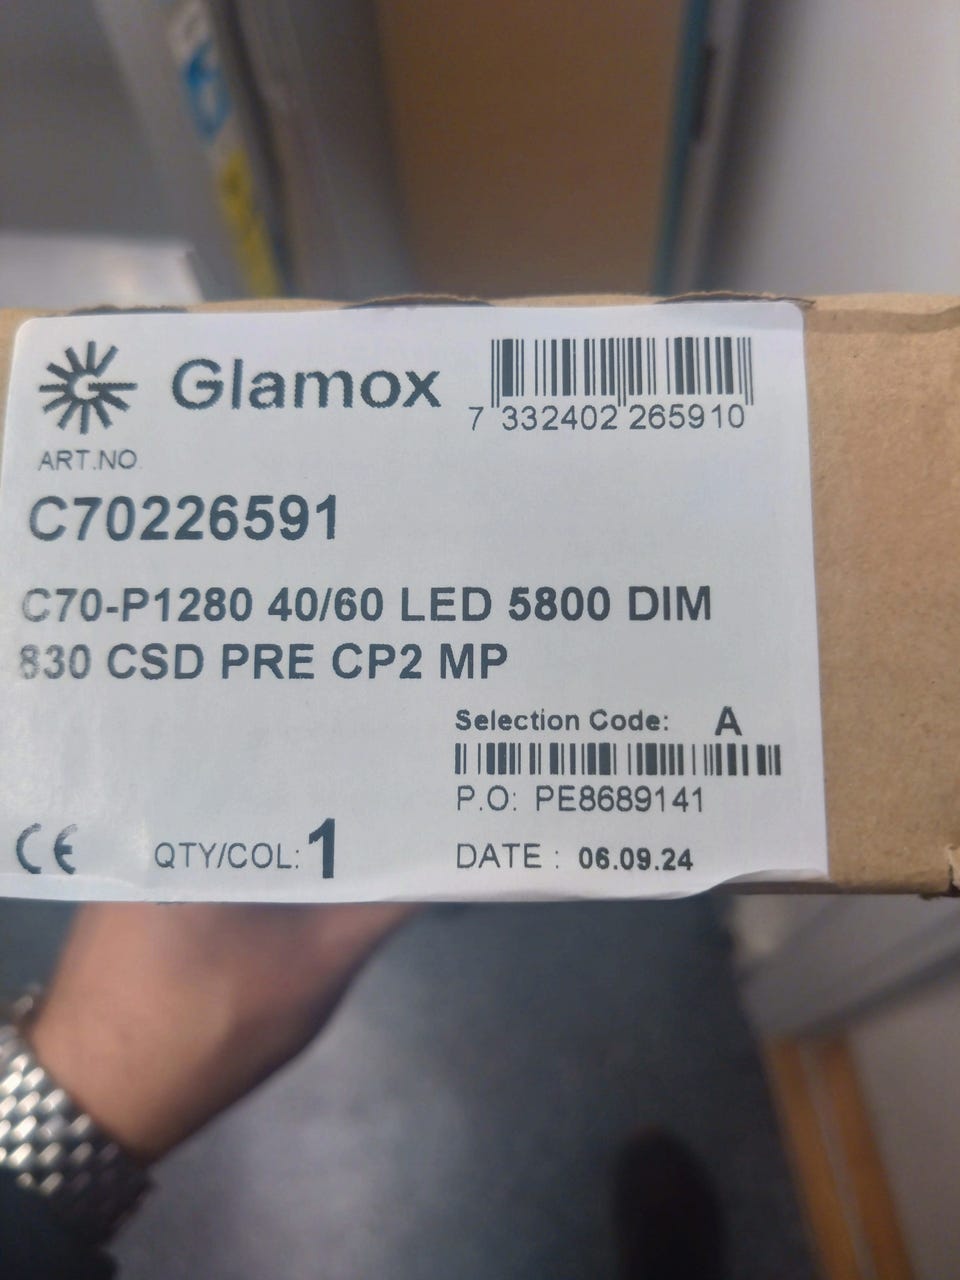 Glamox
7 332402 265910
ART.NO.
C70226591
C70-P1280 40/60 LED 5800 DIM
830 CSD PRE CP2 MP
Selection Code: A
P.O: PE8689141
CE QTY/COL: 1
DATE : 06.09.24